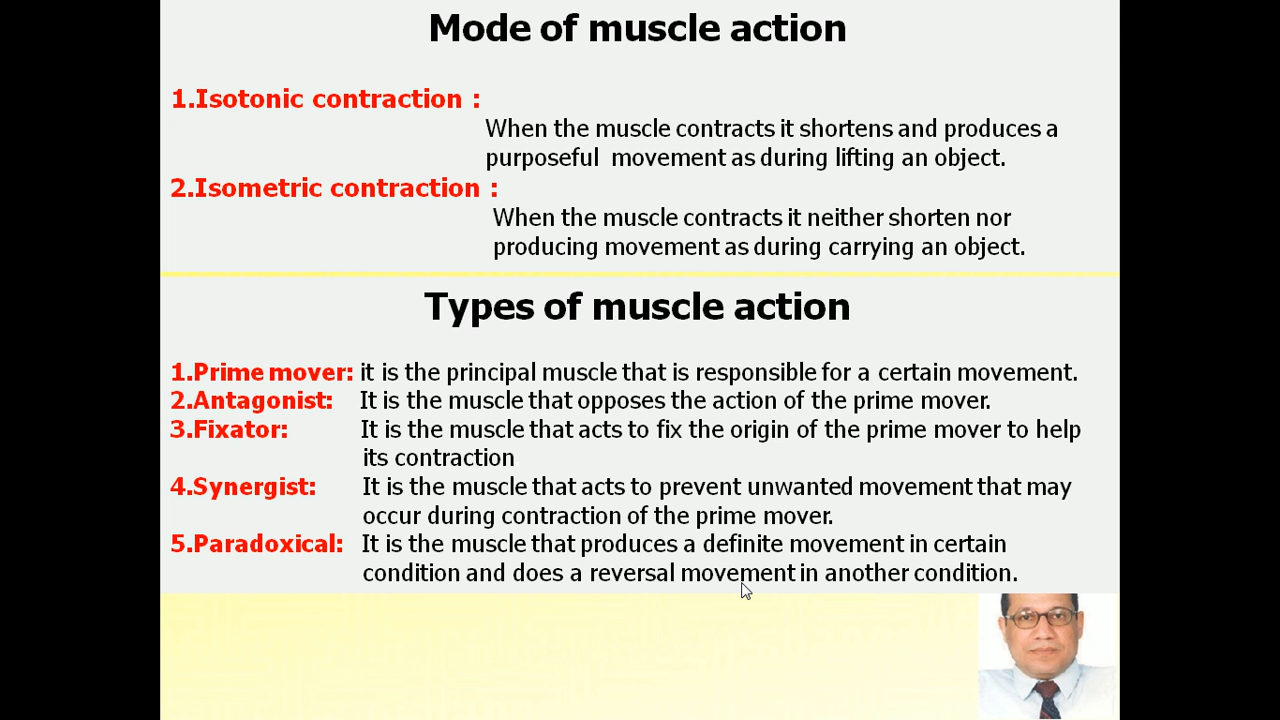 Mode of muscle action
1.Isotonic contraction :
When the muscle contracts it shortens and produces a
purposeful movement as during lifting an object.
2.Isometric contraction :
When the muscle contracts it neither shorten nor
producing movement as during carrying an object.
Types of muscle action
1.Prime mover: it is the principal muscle that is responsible for a certain movement.
2.Antagonist: It is the muscle that opposes the action of the prime mover.
3.Fixator: It is the muscle that acts to fix the origin of the prime mover to help
its contraction
4.Synergist: It is the muscle that acts to prevent unwanted movement that may
occur during contraction of the prime mover.
5.Paradoxical: It is the muscle that produces a definite movement in certain
condition and does a reversal movement in another condition.